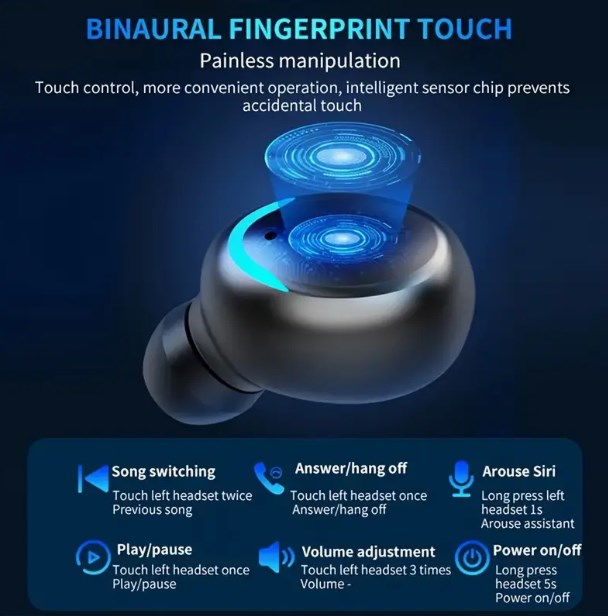 BINAURAL FINGERPRINT TOUCH
Painless manipulation
Touch control, more convenient operation, intelligent sensor chip prevents
accidental touch
Song switching
Touch left headset twice
Previous song
Answer/hang off
Touch left headset once
Answer/hang off
Arouse Siri
Long press left
headset 1s
Arouse assistant
Play/pause
Touch left headset once
Play/pause
Volume adjustment
Touch left headset 3 times
Volume -
Power on/off
Long press
headset 5s
Power on/off